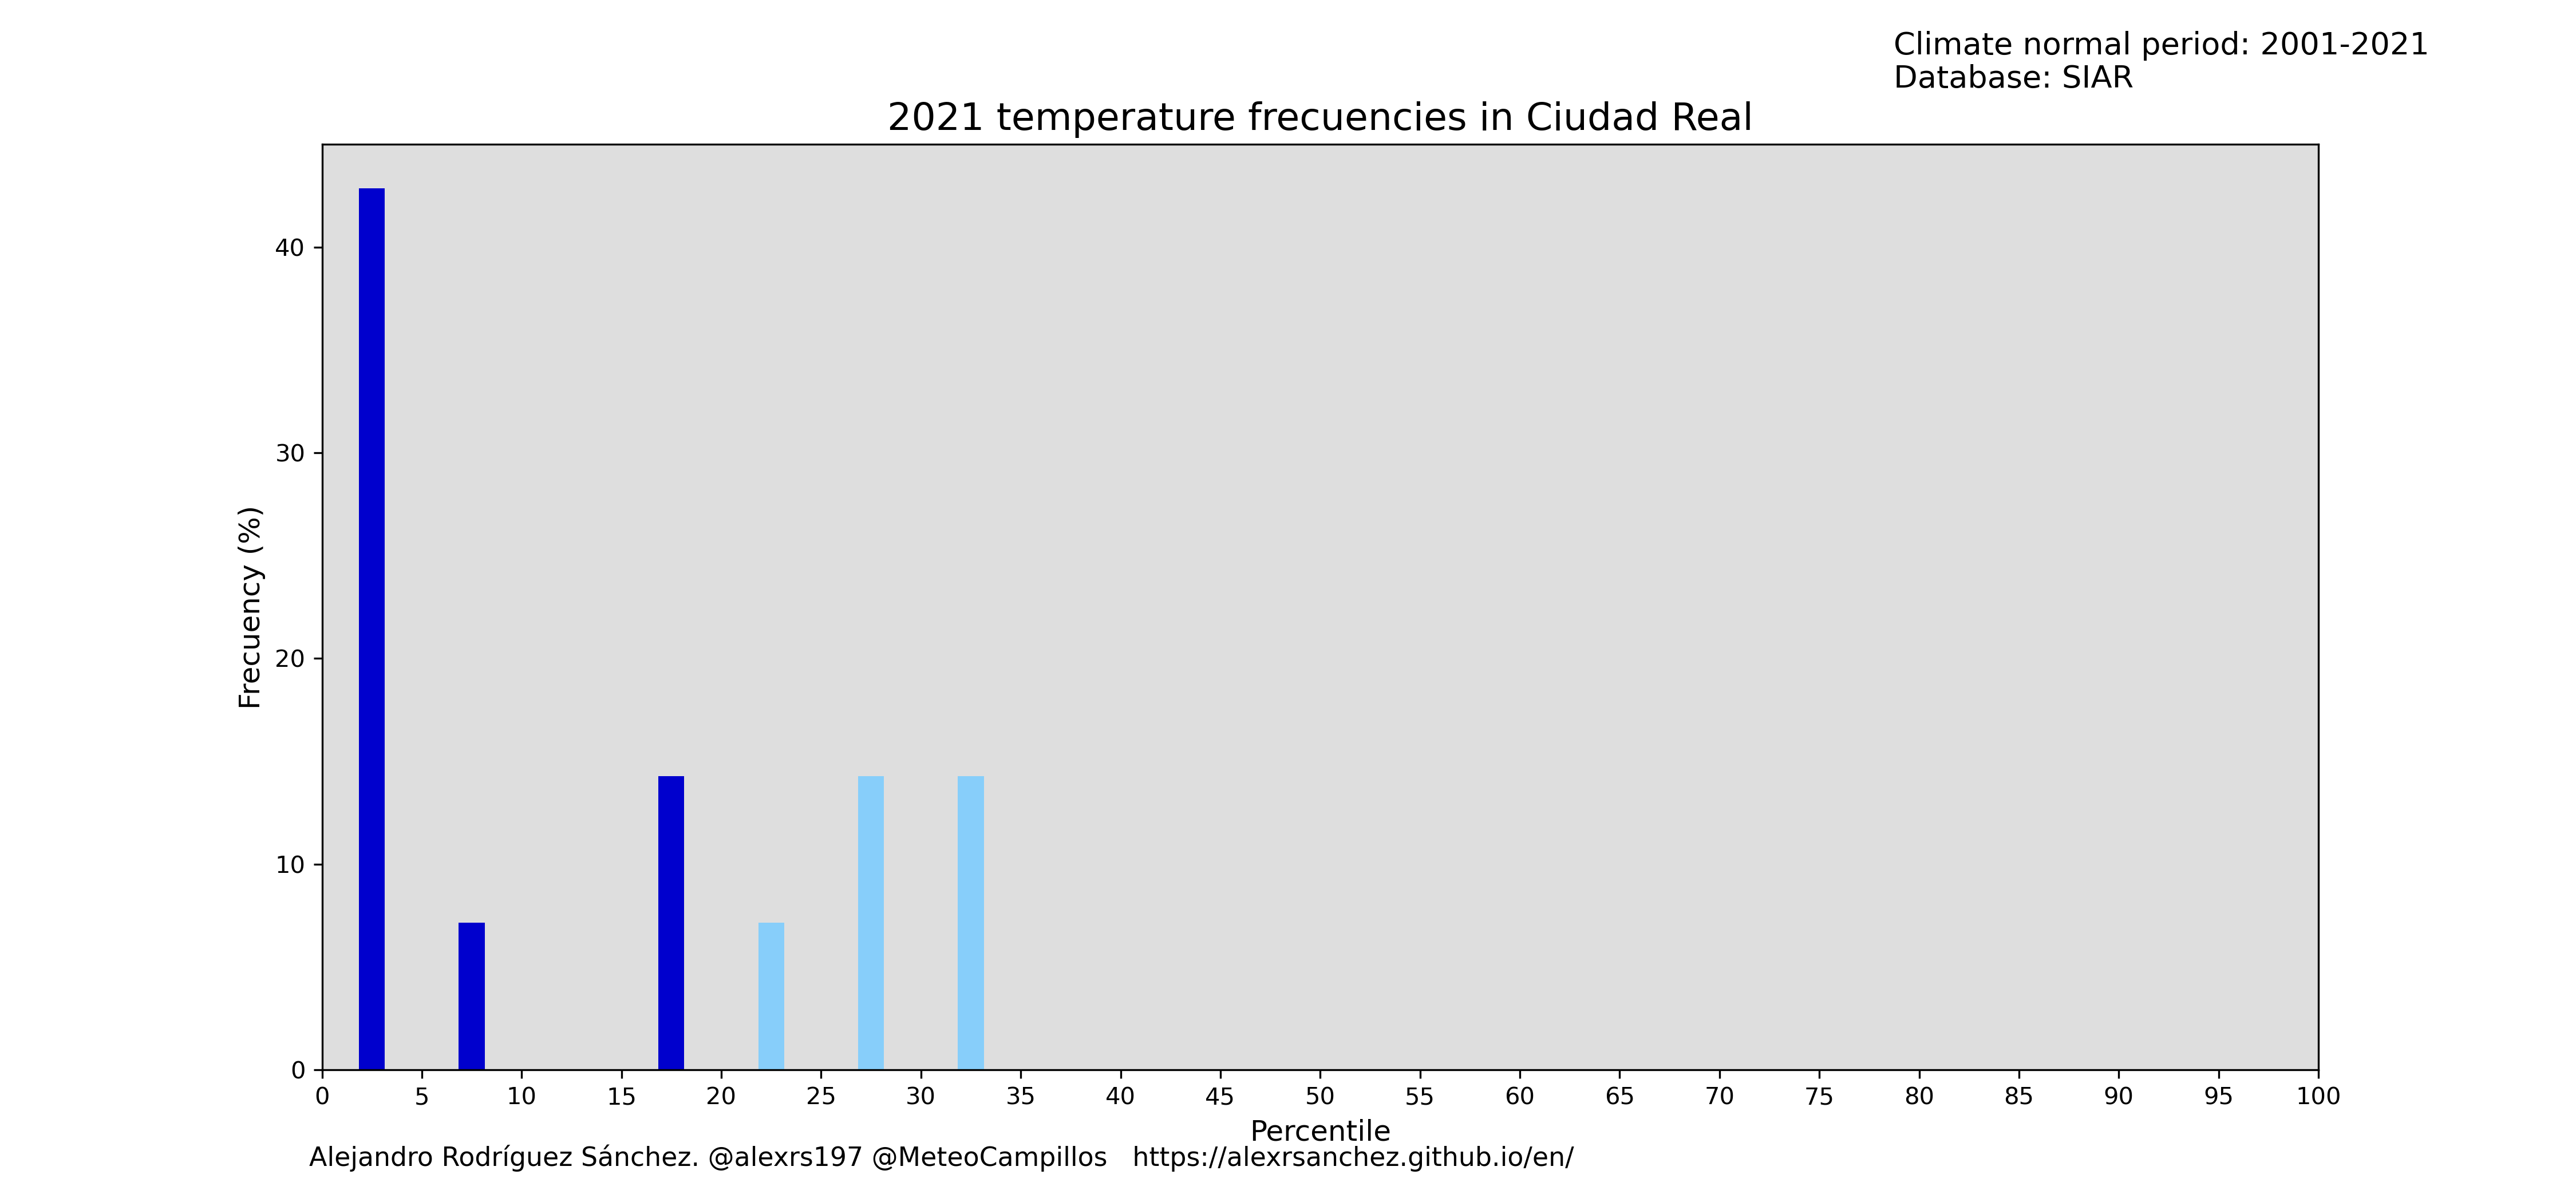 Climate normal period: 2001-2021
Database: SIAR
2021 temperature frecuencies in Ciudad Real
Frecuency (%)
40
30
20
10
0
0 5 10 15 20 25 30 35 40 45 50 55 60 65 70 75 80 85 90 95 100
Percentile
Alejandro Rodríguez Sánchez. @alexrs197 @MeteoCampillos https://alexrsanchez.github.io/en/